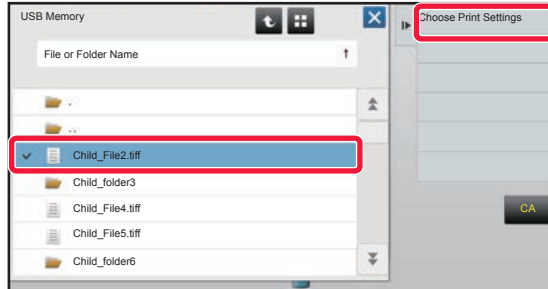 USB Memory
Choose Print Settings
File or Folder Name
.
..
Child_File2.tiff
Child_folder3
Child_File4.tiff
CA
Child_File5.tiff
Child_folder6